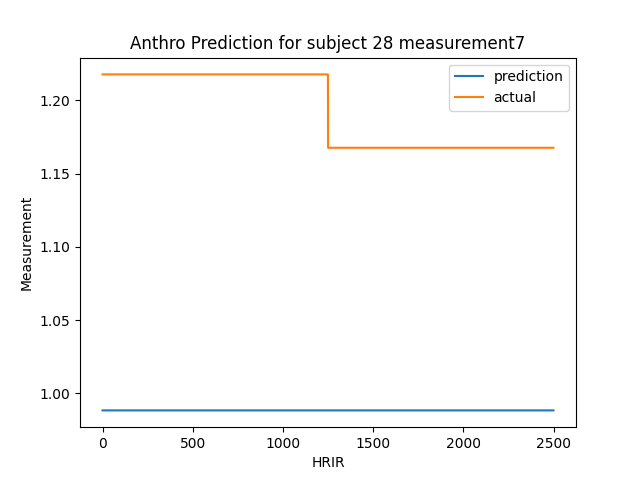 Anthro Prediction for subject 28 measurement7
prediction
actual
1.20
1.15
1.10
1.05
1.00
Measurement
0 500 1000 1500 2000 2500
HRIR